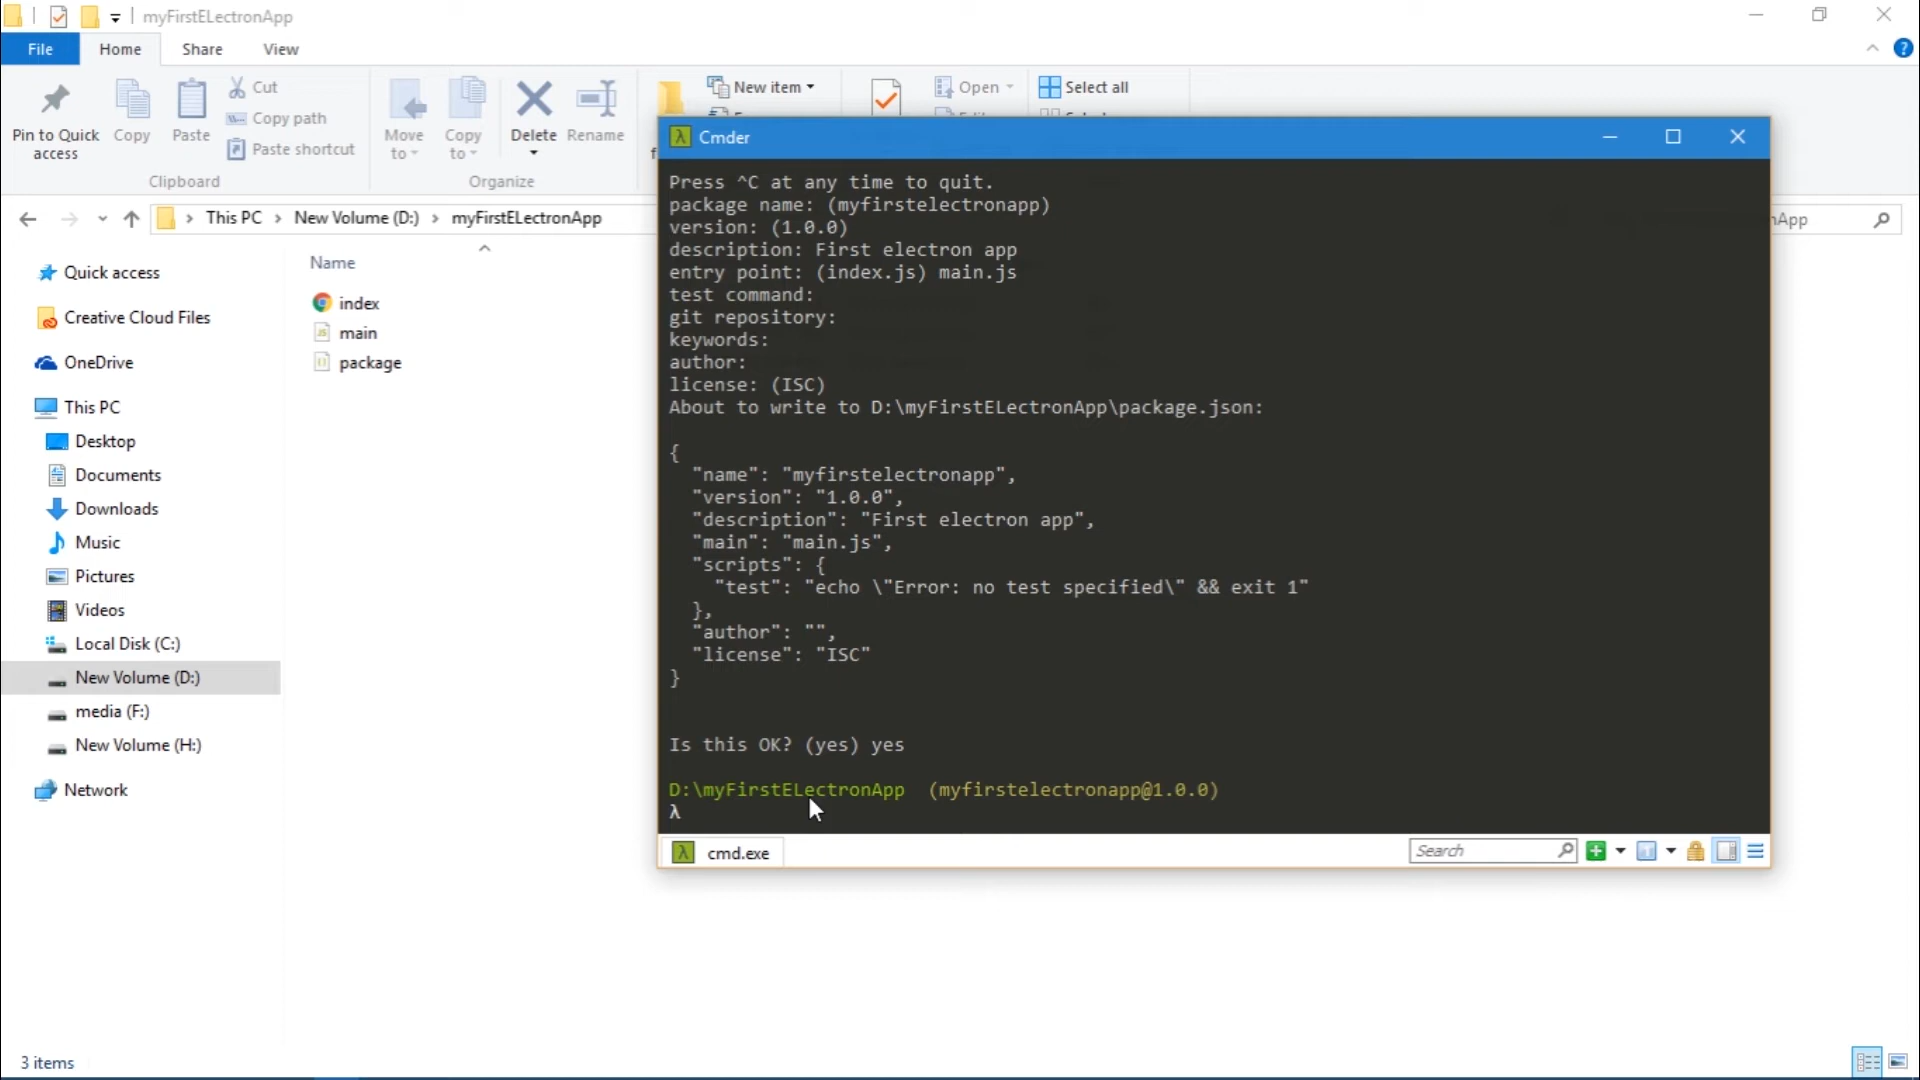 myFirstELectronApp
File Home Share View
Pin to Quick access
Copy
Paste
Cut
Copy path
Paste shortcut
Clipboard
Move to
Copy to
Delete
Rename
Organize
New item
Open
Select all
This PC > New Volume (D:) > myFirstELectronApp
App
Quick access
Creative Cloud Files
OneDrive
This PC
Desktop
Documents
Downloads
Music
Pictures
Videos
Local Disk (C:)
New Volume (D:)
media (F:)
New Volume (H:)
Network
Name
index
main
package
λ Cmder
Press ^C at any time to quit.
package name: (myfirstelectronapp)
version: (1.0.0)
description: First electron app
entry point: (index.js) main.js
test command:
git repository:
keywords:
author:
license: (ISC)
About to write to D:\myFirstELectronApp\package.json:
{
"name": "myfirstelectronapp",
"version": "1.0.0",
"description": "First electron app",
"main": "main.js",
"scripts": {
"test": "echo \"Error: no test specified\" && exit 1"
},
"author": "",
"license": "ISC"
}
Is this OK? (yes) yes
D:\myFirstELectronApp (myfirstelectronapp@1.0.0)
λ
λ cmd.exe
Search
3 items